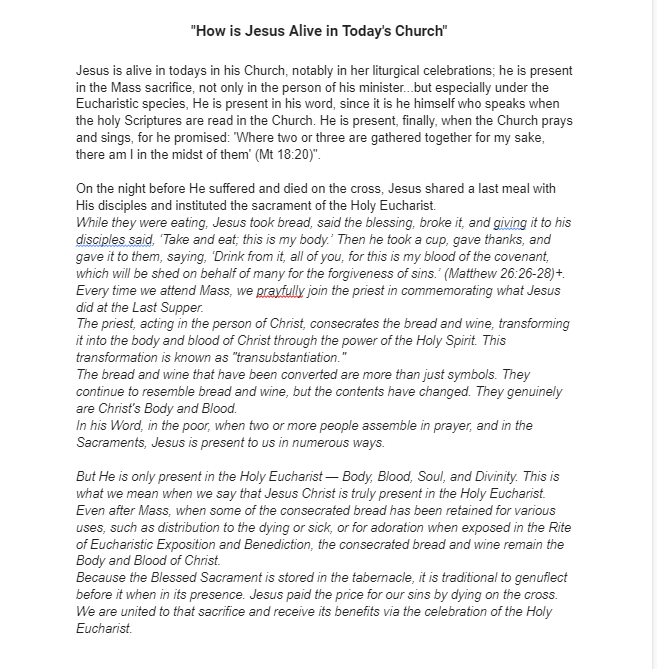 "How is Jesus Alive in Today's Church"
Jesus is alive in todays in his Church, notably in her liturgical celebrations; he is present
in the Mass sacrifice, not only in the person of his minister...but especially under the
Eucharistic species, He is present in his word, since it is he himself who speaks when
the holy Scriptures are read in the Church. He is present, finally, when the Church prays
and sings, for he promised: 'Where two or three are gathered together for my sake,
there am I in the midst of them' (Mt 18:20)".
On the night before He suffered and died on the cross, Jesus shared a last meal with
His disciples and instituted the sacrament of the Holy Eucharist.
While they were eating, Jesus took bread, said the blessing, broke it, and giving it to his
disciples said, 'Take and eat; this is my body.' Then he took a cup, gave thanks, and
gave it to them, saying, 'Drink from it, all of you, for this is my blood of the covenant,
which will be shed on behalf of many for the forgiveness of sins.' (Matthew 26:26-28)+.
Every time we attend Mass, we prayfully join the priest in commemorating what Jesus
did at the Last Supper.
The priest, acting in the person of Christ, consecrates the bread and wine, transforming
it into the body and blood of Christ through the power of the Holy Spirit. This
transformation is known as "transubstantiation."
The bread and wine that have been converted are more than just symbols. They
continue to resemble bread and wine, but the contents have changed. They genuinely
are Christ's Body and Blood.
In his Word, in the poor, when two or more people assemble in prayer, and in the
Sacraments, Jesus is present to us in numerous ways.
But He is only present in the Holy Eucharist — Body, Blood, Soul, and Divinity. This is
what we mean when we say that Jesus Christ is truly present in the Holy Eucharist.
Even after Mass, when some of the consecrated bread has been retained for various
uses, such as distribution to the dying or sick, or for adoration when exposed in the Rite
of Eucharistic Exposition and Benediction, the consecrated bread and wine remain the
Body and Blood of Christ.
Because the Blessed Sacrament is stored in the tabernacle, it is traditional to genuflect
before it when in its presence. Jesus paid the price for our sins by dying on the cross.
We are united to that sacrifice and receive its benefits via the celebration of the Holy
Eucharist.